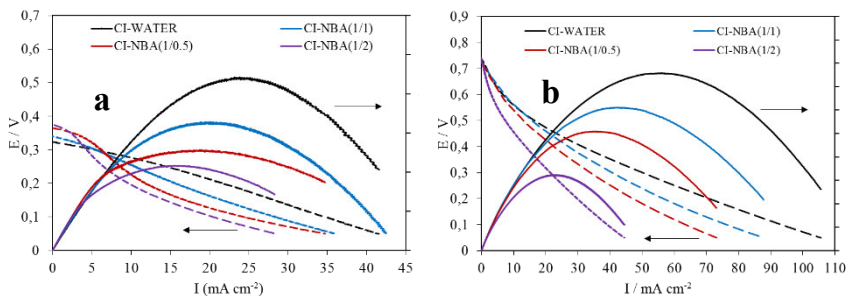 CI-WATER CI-NBA(1/1)
CI-NBA(1/0.5) CI-NBA(1/2)
a
E / V
0,7
0,6
0,5
0,4
0,3
0,2
0,1
0
0 5 10 15 20 25 30 35 40 45
I (mA cm-2)
CI-WATER CI-NBA(1/1)
CI-NBA(1/0.5) CI-NBA(1/2)
b
E / V
0,9
0,8
0,7
0,6
0,5
0,4
0,3
0,2
0,1
0
0 10 20 30 40 50 60 70 80 90 100 110
I / mA cm-2